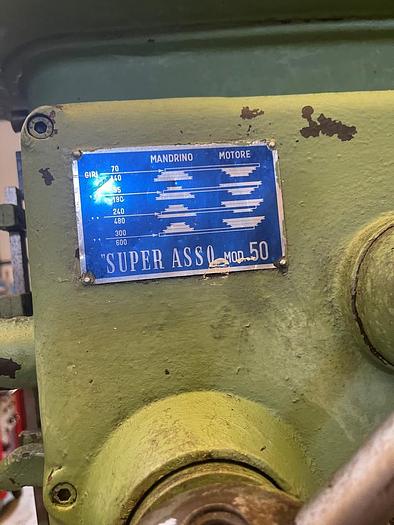 MANDRINO MOTORE
GIRI 70
140
95
190
240
480
300
600
"SUPER ASSO MOD. 50